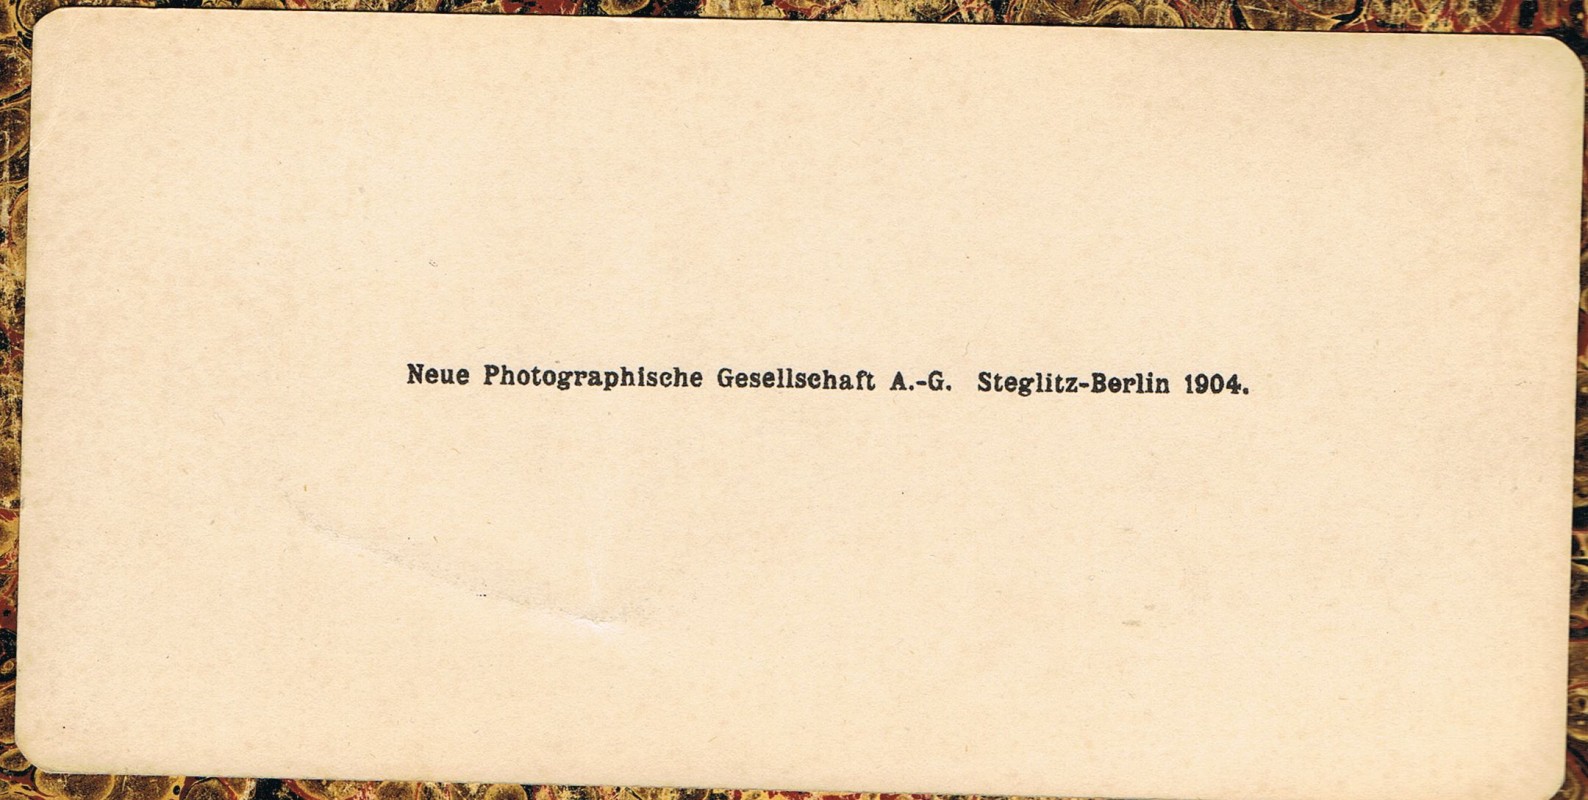 Neue Photographische Gesellschaft A.-G. Steglitz-Berlin 1904.